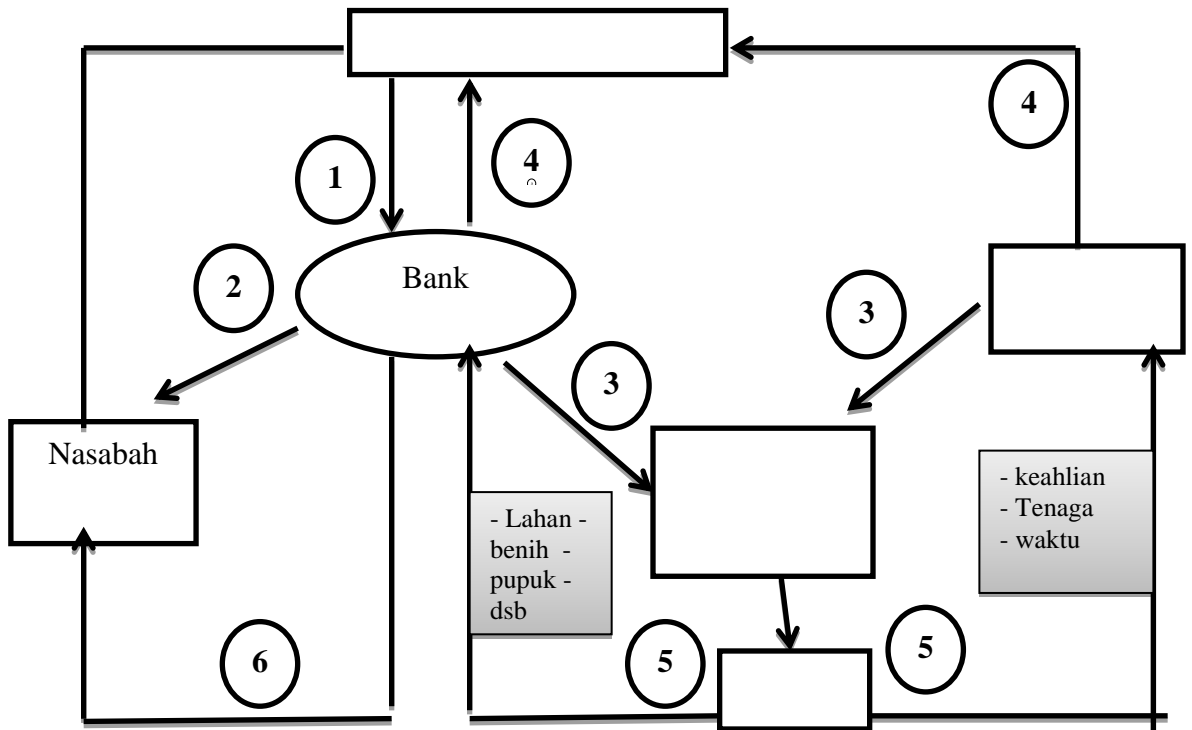 4
1
4
Bank
2
3
3
Nasabah
- keahlian
- Tenaga
- waktu
- Lahan -
benih -
pupuk -
dsb
5
5
6